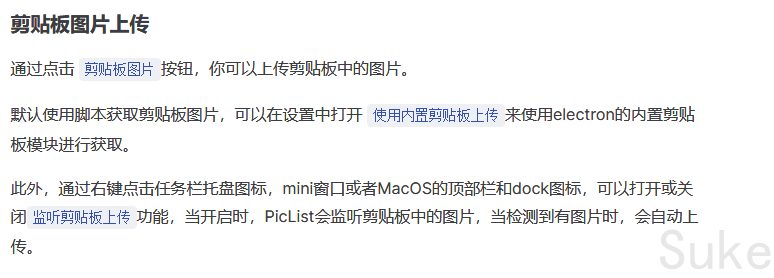 剪贴板图片上传
通过点击 剪贴板图片 按钮，你可以上传剪贴板中的图片。
默认使用脚本获取剪贴板图片，可以在设置中打开 使用内置剪贴板上传 来使用electron的内置剪贴
板模块进行获取。
此外，通过右键点击任务栏托盘图标，mini窗口或者MacOS的顶部栏和dock图标，可以打开或关
闭 监听剪贴板上传 功能，当开启时，PicList会监听剪贴板中的图片，当检测到有图片时，会自动上
传。
Suke